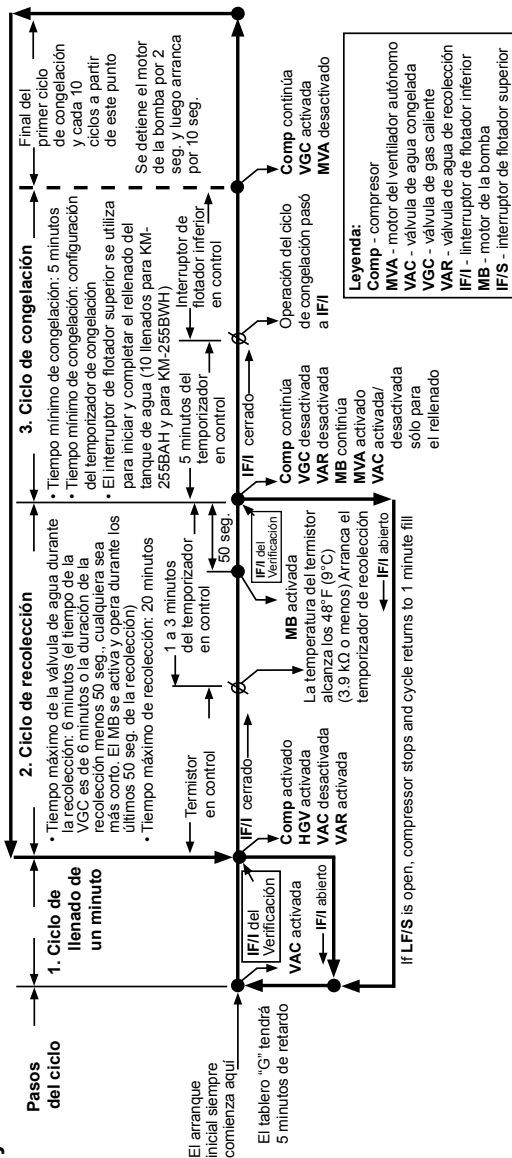 Pasos
del ciclo
1. Ciclo de
llenado de
un minuto
2. Ciclo de recolección
• Tiempo máximo de la válvula de agua durante
la recolección: 6 minutos (el tiempo de la
VGC es de 6 minutos o la duración de la
recolección menos 50 seg., cualquiera sea
más corto. El MB se activa y opera durante los
últimos 50 seg. de la recolección)
• Tiempo máximo de recolección: 20 minutos
3. Ciclo de congelación
• Tiempo mínimo de congelación: 5 minutos
• Tiempo mínimo de congelación: configuración
del temporizador de congelación
• El interruptor de flotador superior se utiliza
para iniciar y completar el rellenado del
tanque de agua (10 llenados para KM-
255BAH y para KM-255BWH)
Final del
primer ciclo
de congelación
y cada 10
ciclos a partir
de este punto
Se detiene el motor
de la bomba por 2
seg. y luego arranca
por 10 seg.
Termistor
en control
1 a 3 minutos
del temporizador
en control
50 seg.
5 minutos del
temporizador
en control
Interruptor de
flotador inferior
en control
El arranque
inicial siempre
comienza aquí
El tablero “G” tendrá
5 minutos de retardo
IF/I del
Verificación
VAC activada
IF/I abierto
IF/I cerrado
Comp activado
HGV activada
VAC desactivada
VAR activada
MB activada
La temperatura del termistor
alcanza los 48°F (9°C)
(3.9 kΩ o menos) Arranca el
temporizador de recolección
IF/I del
Verificación
IF/I cerrado
Comp continúa
VGC desactivada
VAR desactivada
MB continúa
MVA activado
VAC activada/
desactivada
sólo para
el rellenado
IF/I abierto
Operación del ciclo
de congelación pasó
a IF/I
Comp continúa
VGC activada
MVA desactivado
If LF/S is open, compressor stops and cycle returns to 1 minute fill
Leyenda:
Comp - compresor
MVA - motor del ventilador autónomo
VAC - válvula de agua congelada
VGC - válvula de gas caliente
VAR - válvula de agua de recolección
IF/I - Iinterruptor de flotador inferior
MB - motor de la bomba
IF/S - interruptor de flotador superior